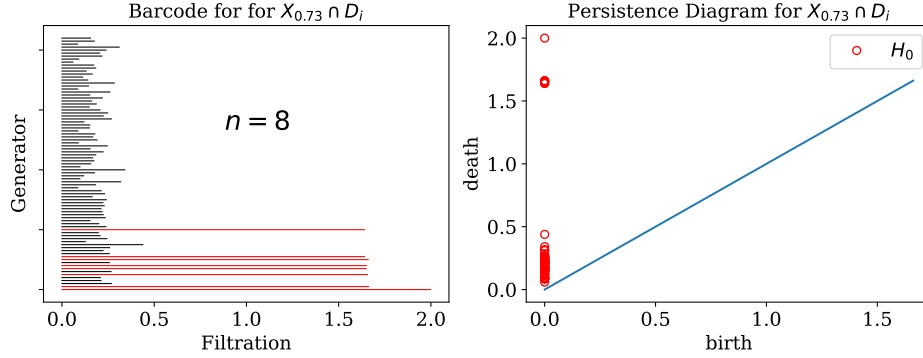 Barcode for for $X_{0.73} \cap D_i$
Generator
n = 8
0.0 0.5 1.0 1.5 2.0
Filtration
Persistence Diagram for $X_{0.73} \cap D_i$
death
2.0
1.5
1.0
0.5
0.0
$H_0$
0.0 0.5 1.0 1.5
birth